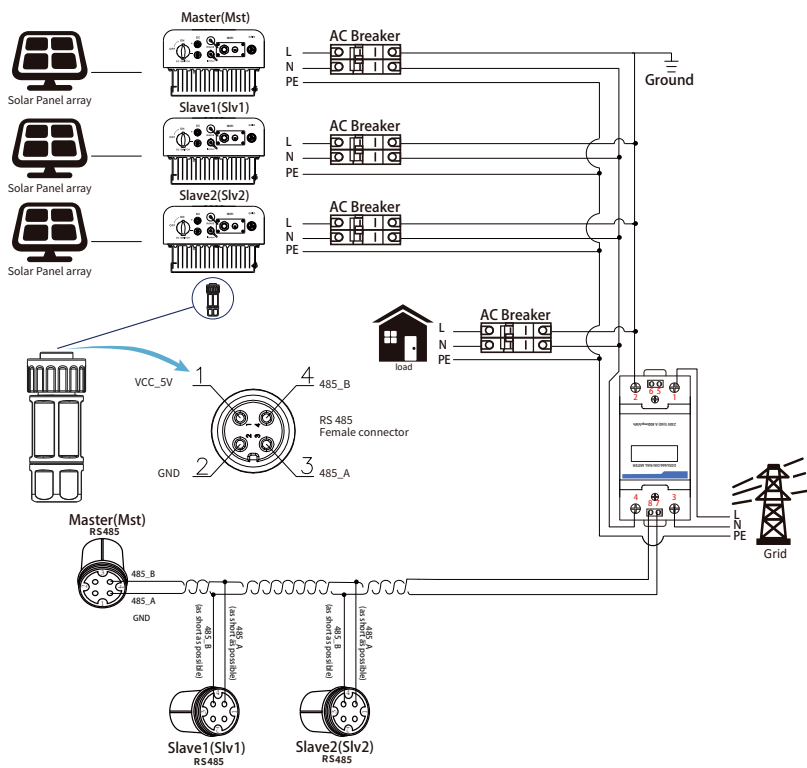 Master(Mst)
Solar Panel array
L
N
PE
AC Breaker
Ground
Slave1(Slv1)
Solar Panel array
L
N
PE
AC Breaker
Slave2(Slv2)
Solar Panel array
L
N
PE
AC Breaker
load
L
N
PE
AC Breaker
VCC_5V
1
4
485_B
RS 485
Female connector
GND
2
3
485_A
1
4
2
3
2
6
5
1
4
8
7
3
L
N
PE
Grid
Master(Mst)
RS485
485_B
485_A
GND
485_B
(as short as possible)
485_A
(as short as possible)
485_B
(as short as possible)
485_A
(as short as possible)
Slave1(Slv1)
RS485
Slave2(Slv2)
RS485